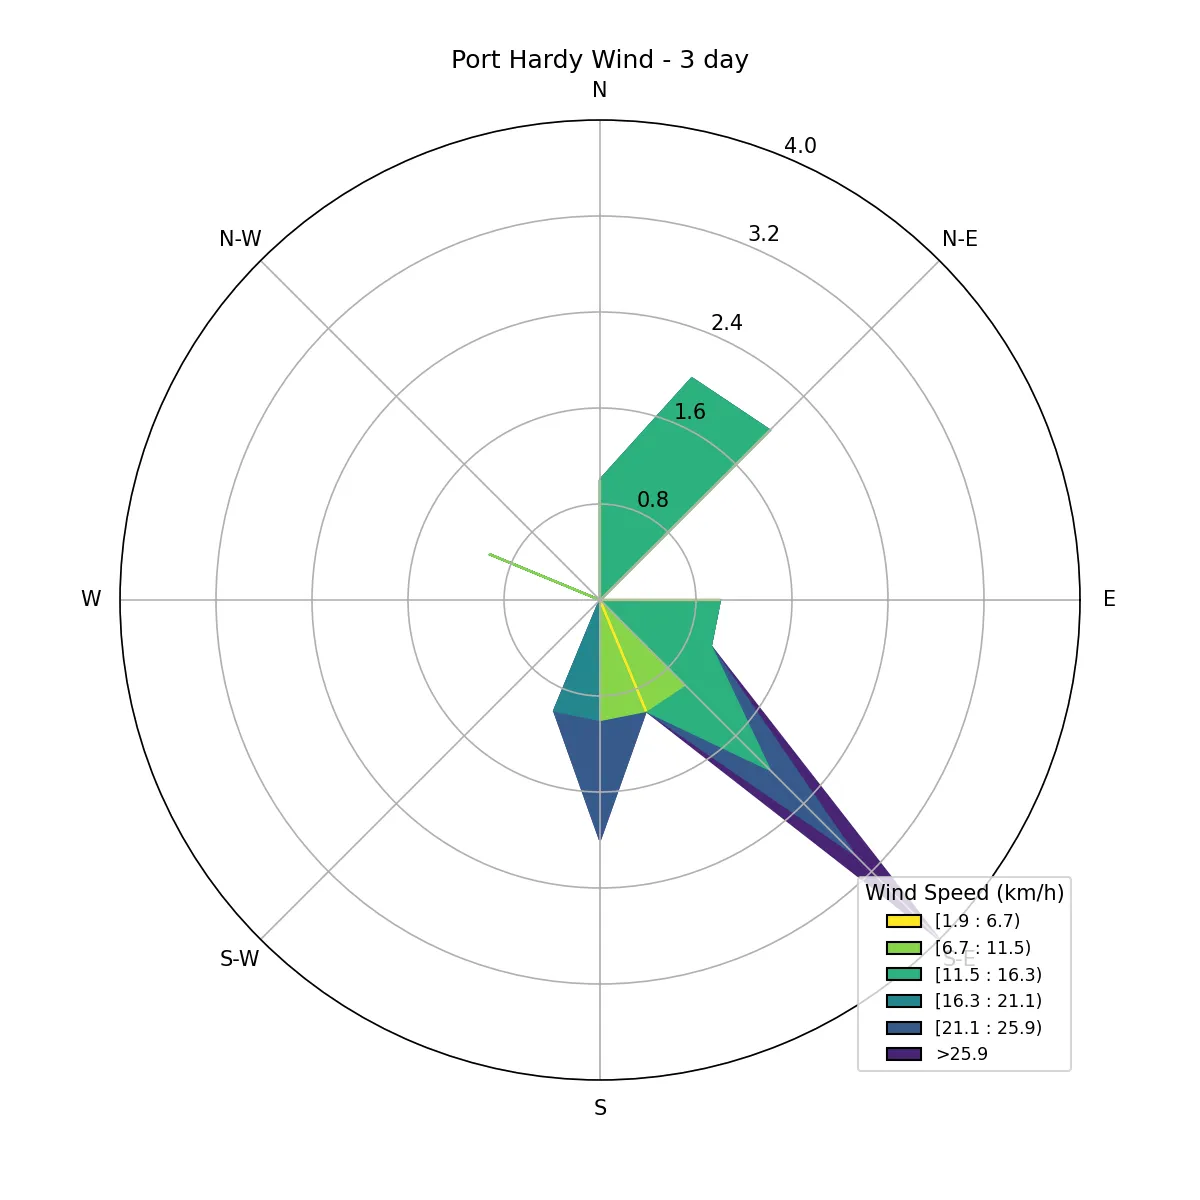 Port Hardy Wind - 3 day
N
4.0
N-W
3.2
N-E
2.4
1.6
0.8
W
E
Wind Speed (km/h)
[1.9 : 6.7)
[6.7 : 11.5)
S-W
S-E
[11.5 : 16.3)
[16.3 : 21.1)
[21.1 : 25.9)
>25.9
S